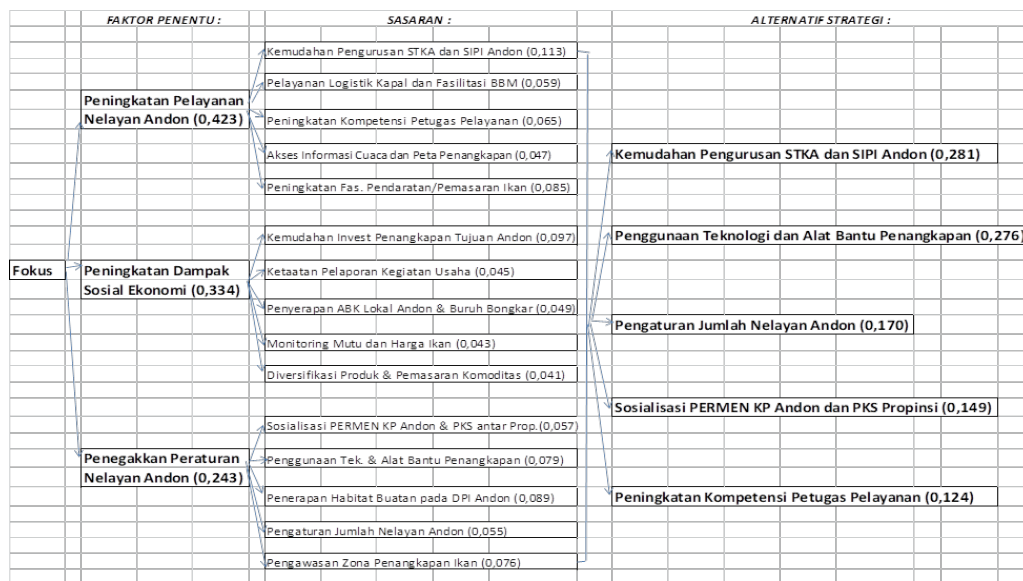 FAKTOR PENENTU :
SASARAN :
ALTERNATIF STRATEGI :
Fokus
Peningkatan Pelayanan
Nelayan Andon (0,423)
Peningkatan Dampak
Sosial Ekonomi (0,334)
Penegakkan Peraturan
Nelayan Andon (0,243)
Kemudahan Pengurusan STKA dan SIPI Andon (0,113)
Pelayanan Logistik Kapal dan Fasilitasi BBM (0,059)
Peningkatan Kompetensi Petugas Pelayanan (0,065)
Akses Informasi Cuaca dan Peta Penangkapan (0,047)
Peningkatan Fas. Pendaratan/Pemasaran Ikan (0,085)
Kemudahan Invest Penangkapan Tujuan Andon (0,097)
Ketaatan Pelaporan Kegiatan Usaha (0,045)
Penyerapan ABK Lokal Andon & Buruh Bongkar (0,049)
Monitoring Mutu dan Harga Ikan (0,043)
Diversifikasi Produk & Pemasaran Komoditas (0,041)
Sosialisasi PERMEN KP Andon & PKS antar Prop.(0,057)
Penggunaan Tek. & Alat Bantu Penangkapan (0,079)
Penerapan Habitat Buatan pada DPI Andon (0,089)
Pengaturan Jumlah Nelayan Andon (0,055)
Pengawasan Zona Penangkapan Ikan (0,076)
Kemudahan Pengurusan STKA dan SIPI Andon (0,281)
Penggunaan Teknologi dan Alat Bantu Penangkapan (0,276)
Pengaturan Jumlah Nelayan Andon (0,170)
Sosialisasi PERMEN KP Andon dan PKS Propinsi (0,149)
Peningkatan Kompetensi Petugas Pelayanan (0,124)